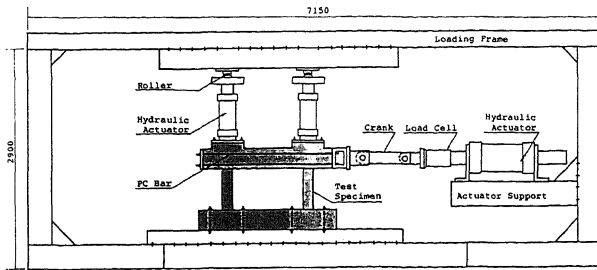 7150
Loading Frame
Roller
Hydraulic
Actuator
Crank
Load Cell
Hydraulic
Actuator
2900
PC Bar
Test
Specimen
Actuator Support